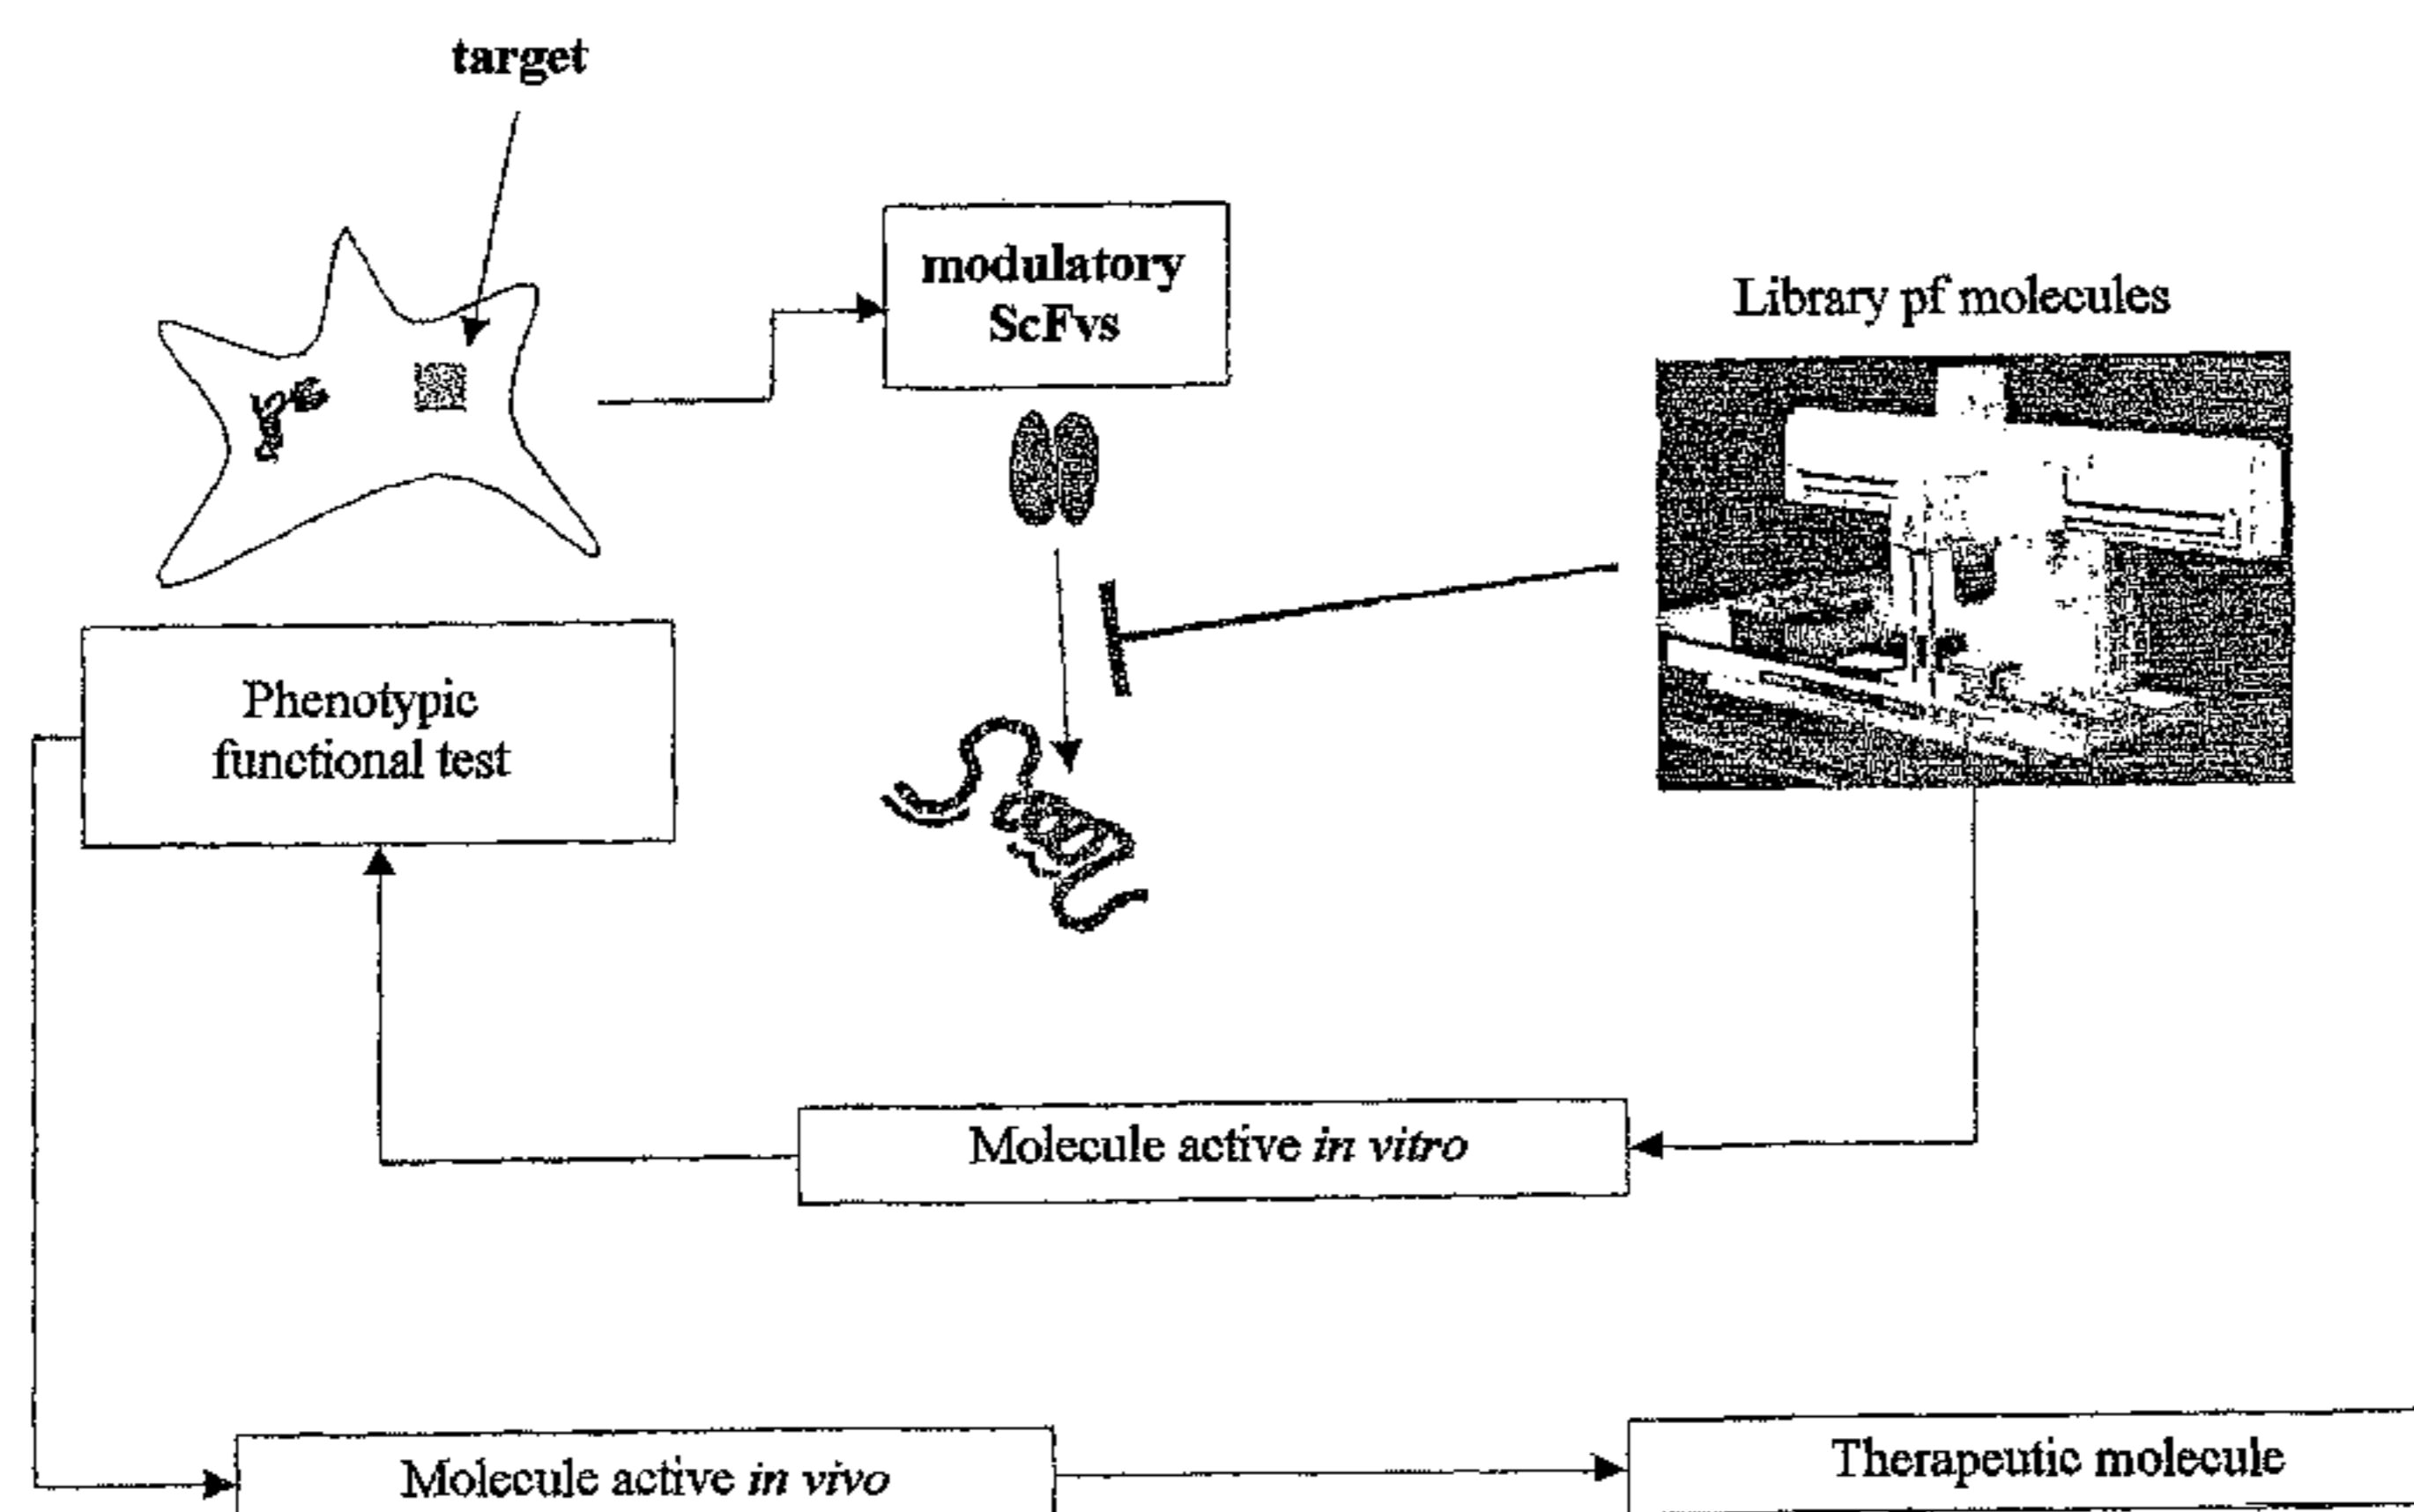 target
modulatory
ScFvs
Library pf molecules
Phenotypic
functional test
Molecule active in vitro
Molecule active in vivo
Therapeutic molecule